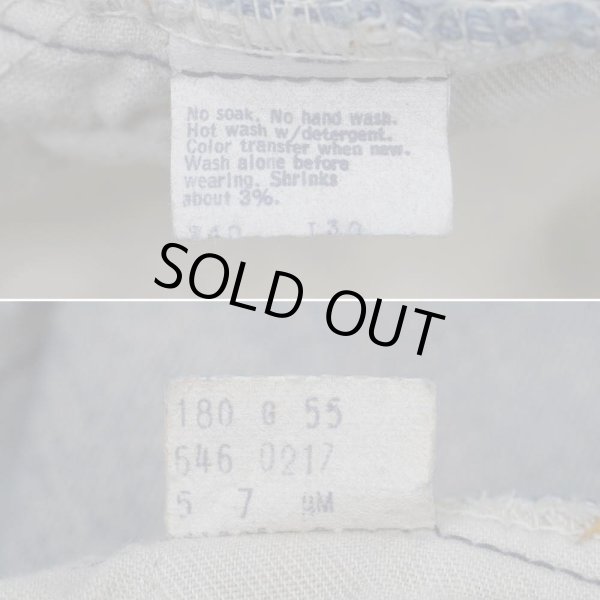 No soak. No hand wash.
Hot wash w/detergent.
Color transfer when new.
Wash alone before
wearing. Shrinks
about 3%.
SOLD OUT
180 G 55
646 0217
5 7 µM